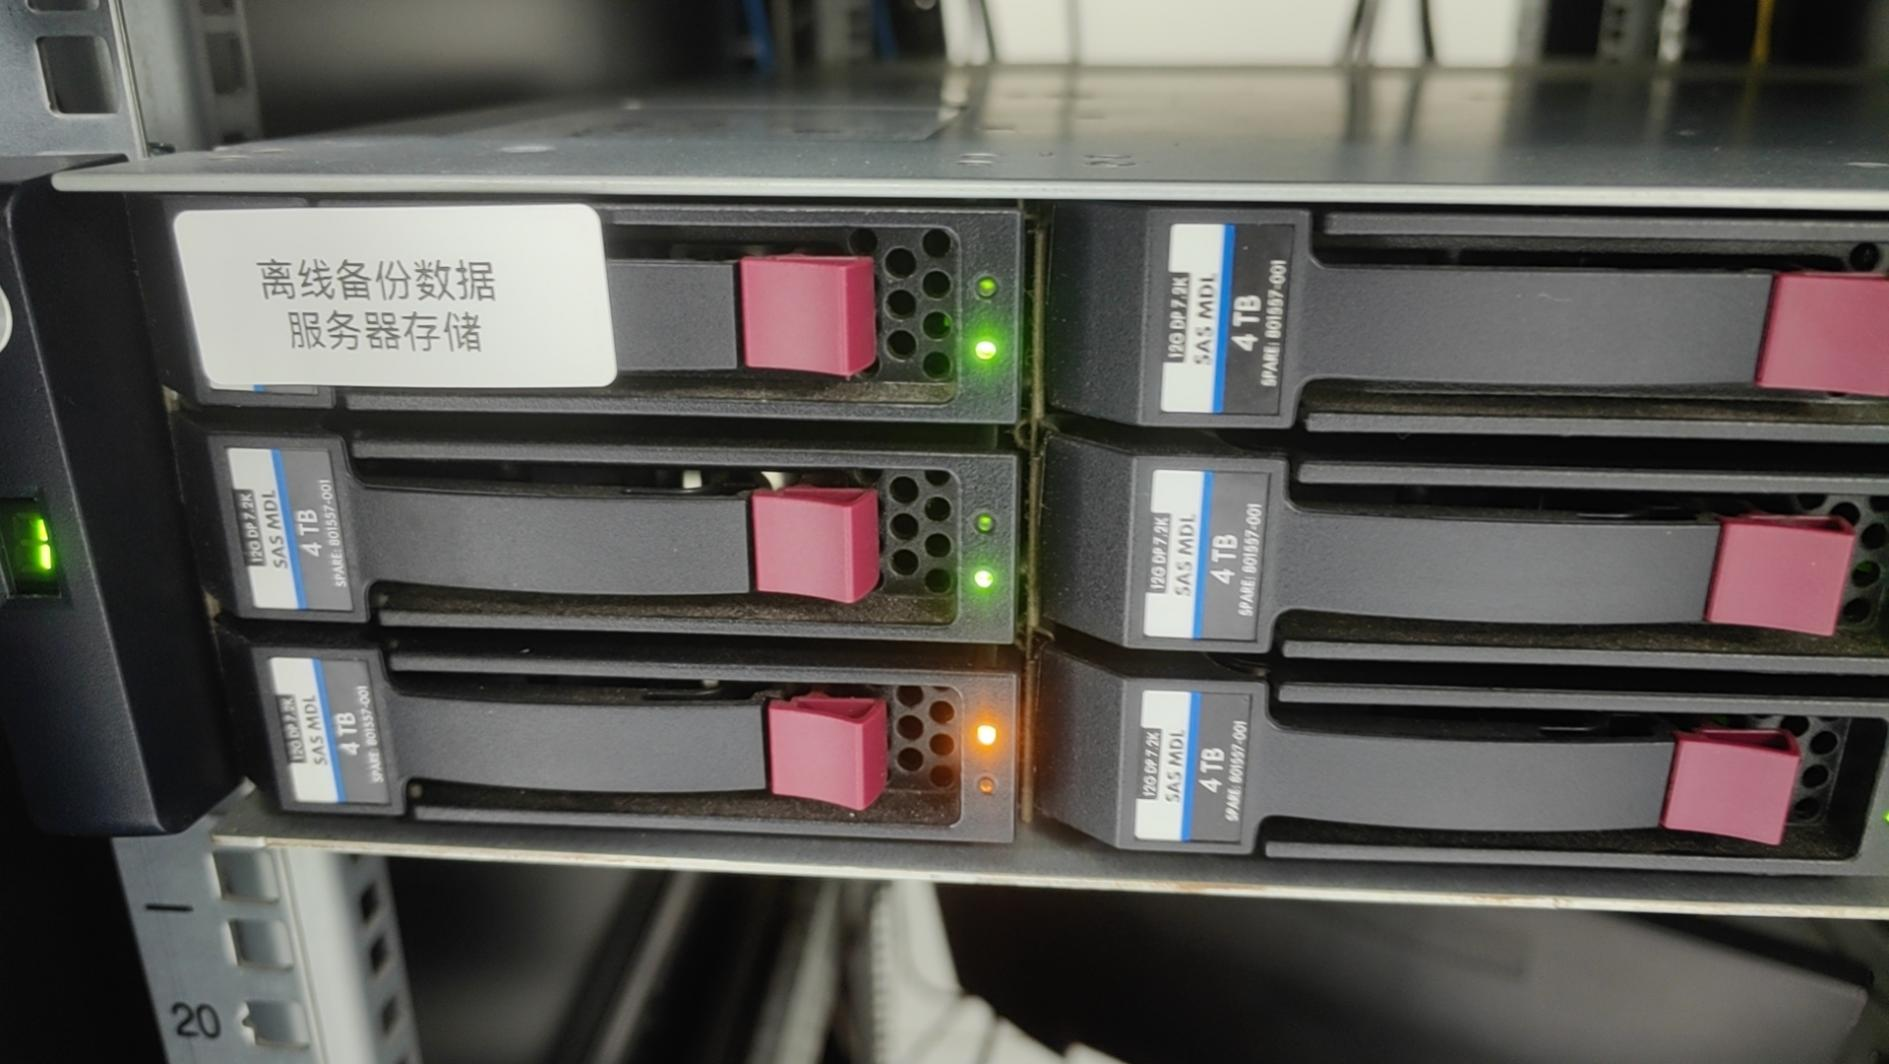 离线备份数据
服务器存储
12G DP 7.2K
SAS MDL
4 TB
SPARE: 801557-001
12G DP 7.2K
SAS MDL
4 TB
SPARE: 801557-001
12G DP 7.2K
SAS MDL
4 TB
SPARE: 801557-001
12G DP 7.2K
SAS MDL
4 TB
SPARE: 801557-001
12G DP 7.2K
SAS MDL
4 TB
SPARE: 801557-001
20